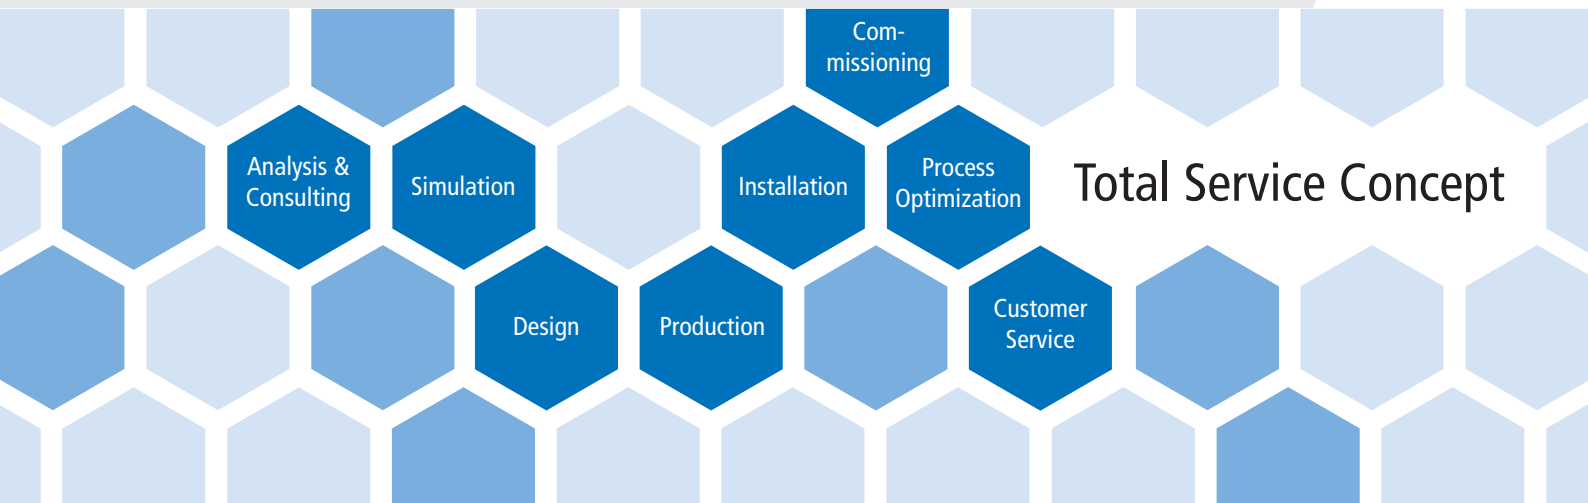 Com-
missioning
Analysis &
Consulting
Simulation
Installation
Process
Optimization
Total Service Concept
Design
Production
Customer
Service